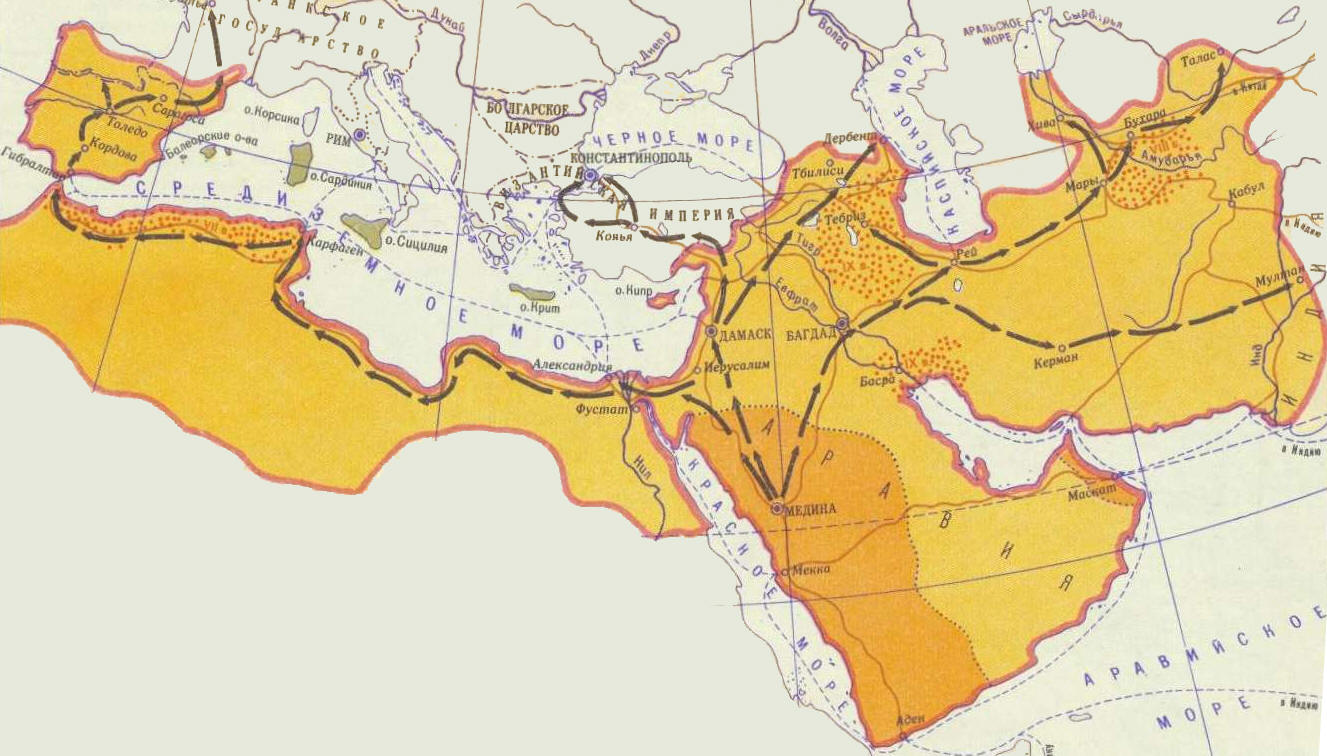 ГОСУДАРСТВО
Дунай
Днепр
Волга
АРАЛЬСКОЕ
МОРЕ
Сырдарья
Талас
в Китай
Сарагоса
Толедо
Кордова
Гибралтар
о.Корсика
Балеарские о-ва
РИМ
о.Сардиния
БОЛГАРСКОЕ
ЦАРСТВО
ЧЕРНОЕ МОРЕ
КОНСТАНТИНОПОЛЬ
ВИЗАНТИЙСКАЯ
ИМПЕРИЯ
КАСПИЙСКОЕ МОРЕ
Дербент
Тбилиси
Тебриз
Хива
Бухара
VIII в.
Амударья
Мары
Кабул
в Индию
СРЕДИЗЕМНОЕ МОРЕ
VIII
Карфаген
о.Сицилия
Конья
о.Кипр
о.Крит
Тигр
Евфрат
IX в.
Рей
Мултан
ИНДИЯ
Инд
ДАМАСК
БАГДАД
Керман
Александрия
Иерусалим
Басра
IX в.
Фустат
Нил
КРАСНОЕ МОРЕ
АРАВИЯ
МЕДИНА
Маскат
в Индию
Мекка
АРАВИЙСКОЕ
МОРЕ
в Индию
Аден